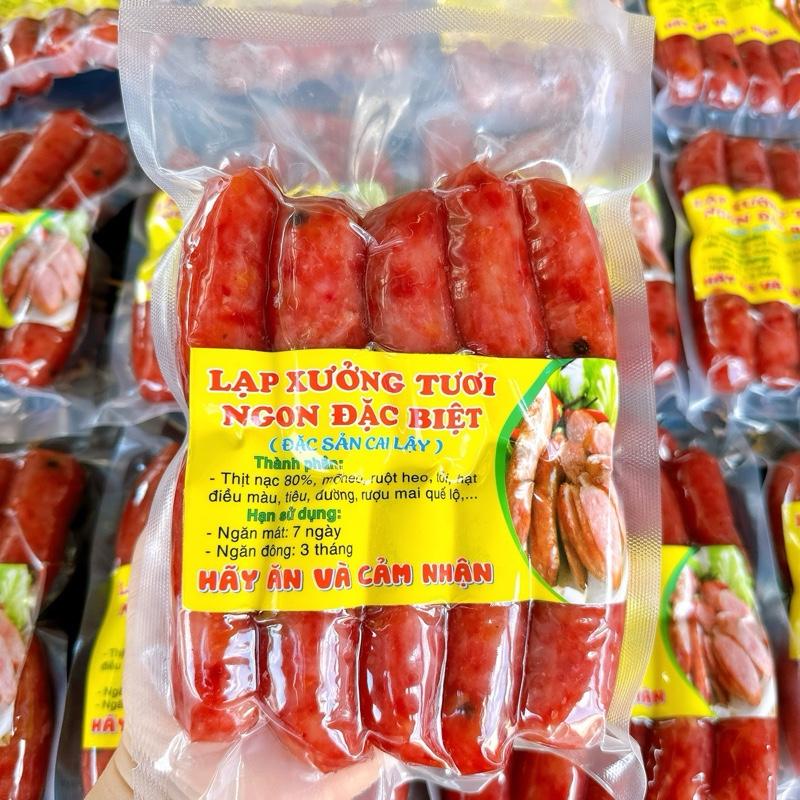 LẠP XƯỞNG TƯƠI
NGON ĐẶC BIỆT
( ĐẶC SẢN CAI LẬY )
Thành phần:
- Thịt nạc 80%, mỡ heo, ruột heo, tỏi, hạt
điều màu, tiêu, đường, rượu mai quế lộ,...
Hạn sử dụng:
- Ngăn mát: 7 ngày
- Ngăn đông: 3 tháng
HÃY ĂN VÀ CẢM NHẬN